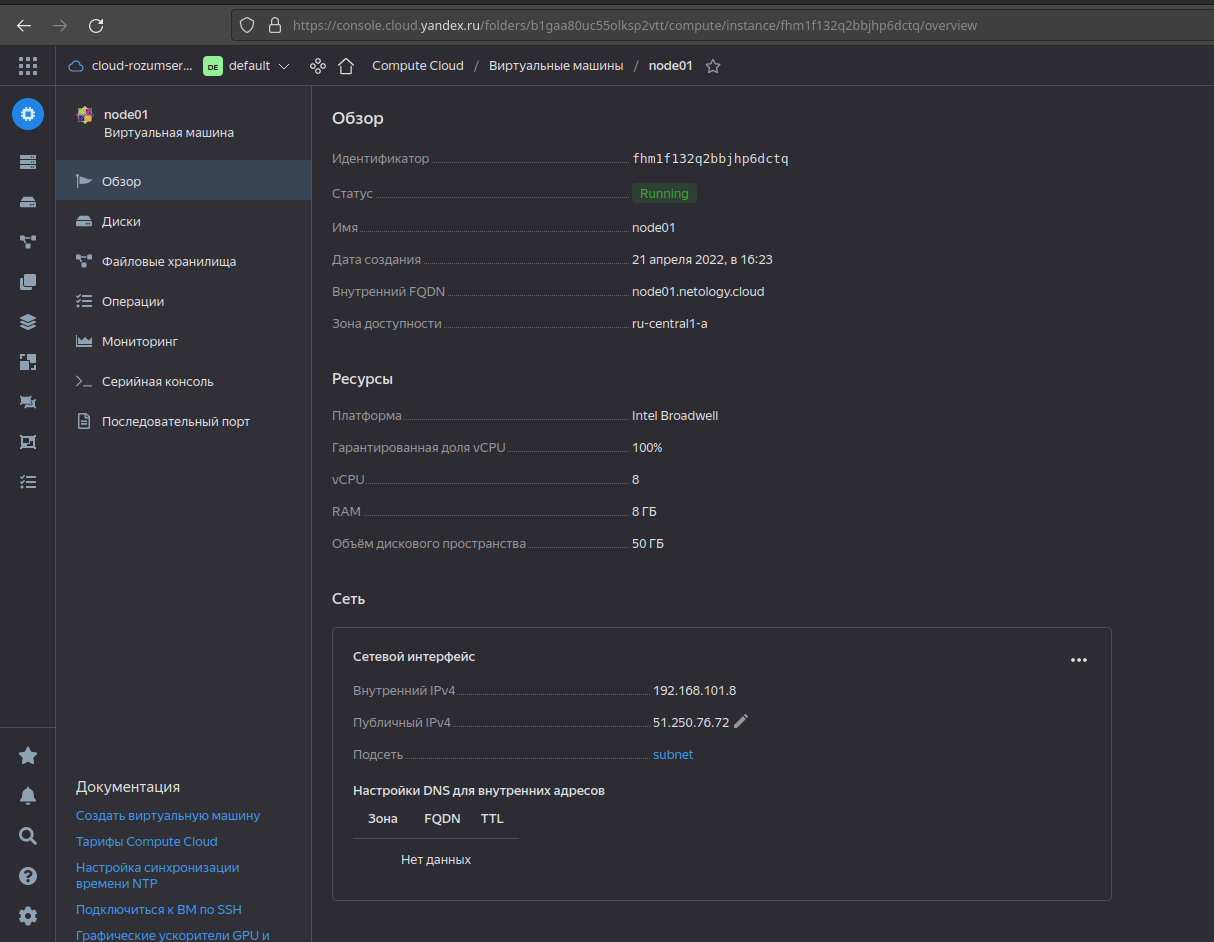 https://console.cloud.yandex.ru/folders/b1gaa80uc55olksp2vtt/compute/instance/fhm1f132q2bbjhp6dctq/overview
cloud-rozumser... DE default Compute Cloud / Виртуальные машины / node01
node01
Виртуальная машина
Обзор
Диски
Файловые хранилища
Операции
Мониторинг
Серийная консоль
Последовательный порт
Документация
Создать виртуальную машину
Тарифы Compute Cloud
Настройка синхронизации
времени NTP
Подключиться к ВМ по SSH
Графические ускорители GPU и
Обзор
Идентификатор fhm1f132q2bbjhp6dctq
Статус Running
Имя node01
Дата создания 21 апреля 2022, в 16:23
Внутренний FQDN node01.netology.cloud
Зона доступности ru-central1-a
Ресурсы
Платформа Intel Broadwell
Гарантированная доля vCPU 100%
vCPU 8
RAM 8 ГБ
Объём дискового пространства 50 ГБ
Сеть
Сетевой интерфейс
Внутренний IPv4 192.168.101.8
Публичный IPv4 51.250.76.72
Подсеть subnet
Настройки DNS для внутренних адресов
Зона FQDN TTL
Нет данных